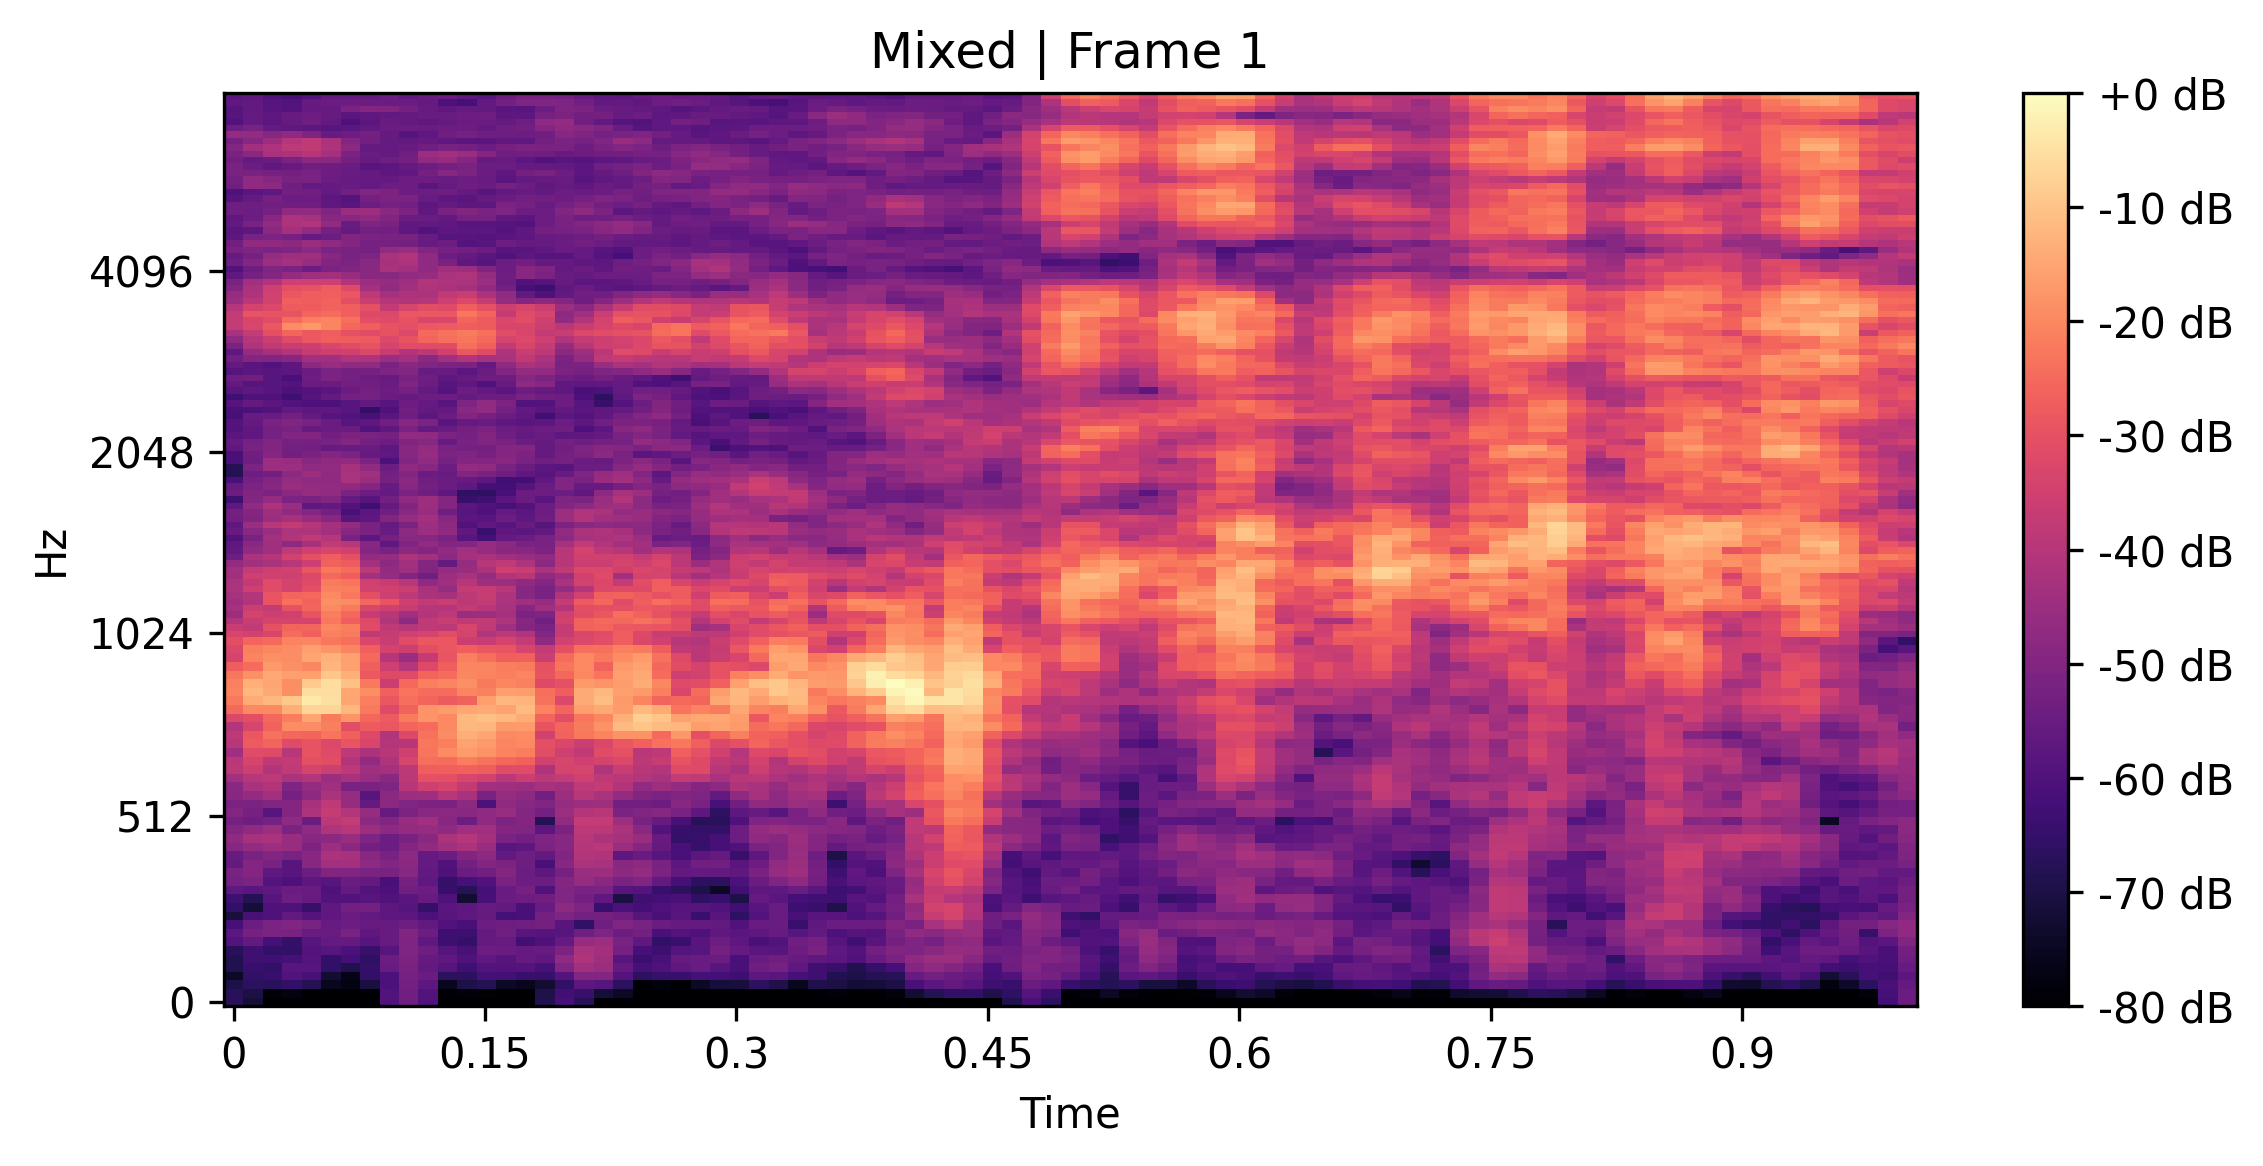 Mixed | Frame 1
+0 dB
-10 dB
-20 dB
-30 dB
-40 dB
-50 dB
-60 dB
-70 dB
-80 dB
Hz
4096
2048
1024
512
0
0 0.15 0.3 0.45 0.6 0.75 0.9
Time